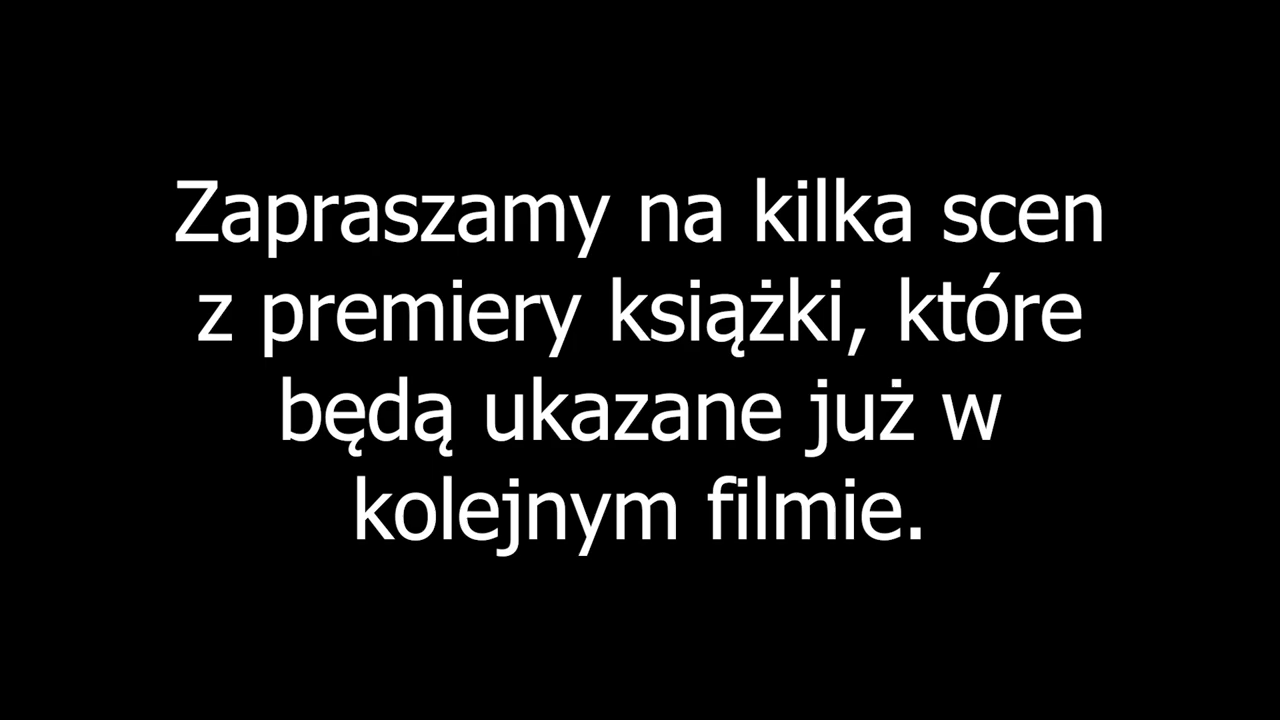 Zapraszamy na kilka scen
z premiery książki, które
będą ukazane już w
kolejnym filmie.